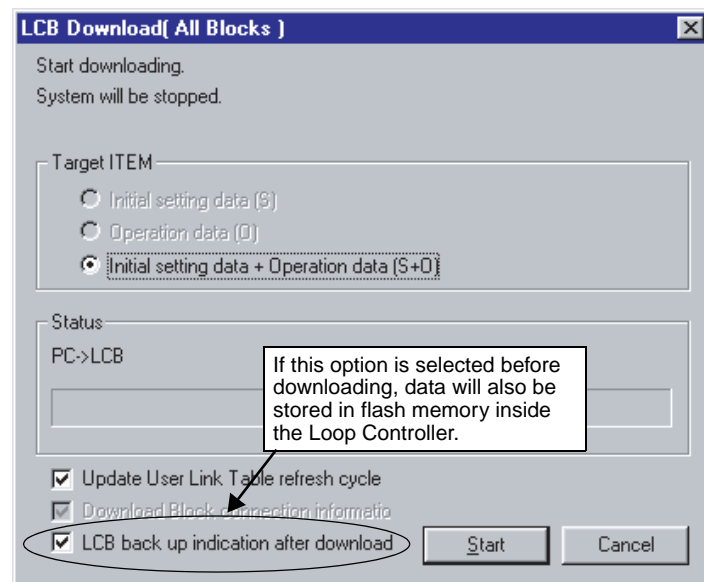 LCB Download( All Blocks )
Start downloading.
System will be stopped.
Target ITEM
Initial setting data (S)
Operation data (O)
Initial setting data + Operation data (S+O)
Status
PC->LCB
If this option is selected before
downloading, data will also be
stored in flash memory inside
the Loop Controller.
Update User Link Table refresh cycle
Download Block connection informatio
LCB back up indication after download
Start
Cancel